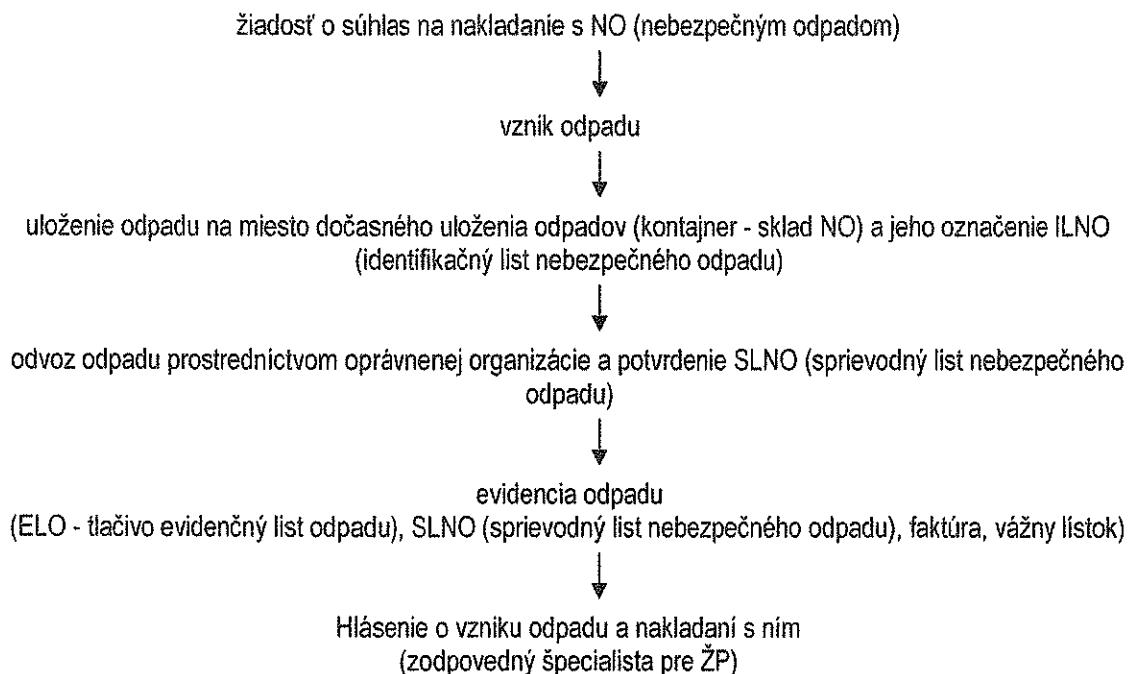 žiadosť o súhlas na nakladanie s NO (nebezpečným odpadom)
vznik odpadu
uloženie odpadu na miesto dočasného uloženia odpadov (kontajner - sklad NO) a jeho označenie ILNO
(identifikačný list nebezpečného odpadu)
odvoz odpadu prostredníctvom oprávnenej organizácie a potvrdenie SLNO (sprievodný list nebezpečného
odpadu)
evidencia odpadu
(ELO - tlačivo evidenčný list odpadu), SLNO (sprievodný list nebezpečného odpadu), faktúra, vážny lístok)
Hlásenie o vzniku odpadu a nakladaní s ním
(zodpovedný špecialista pre ŽP)